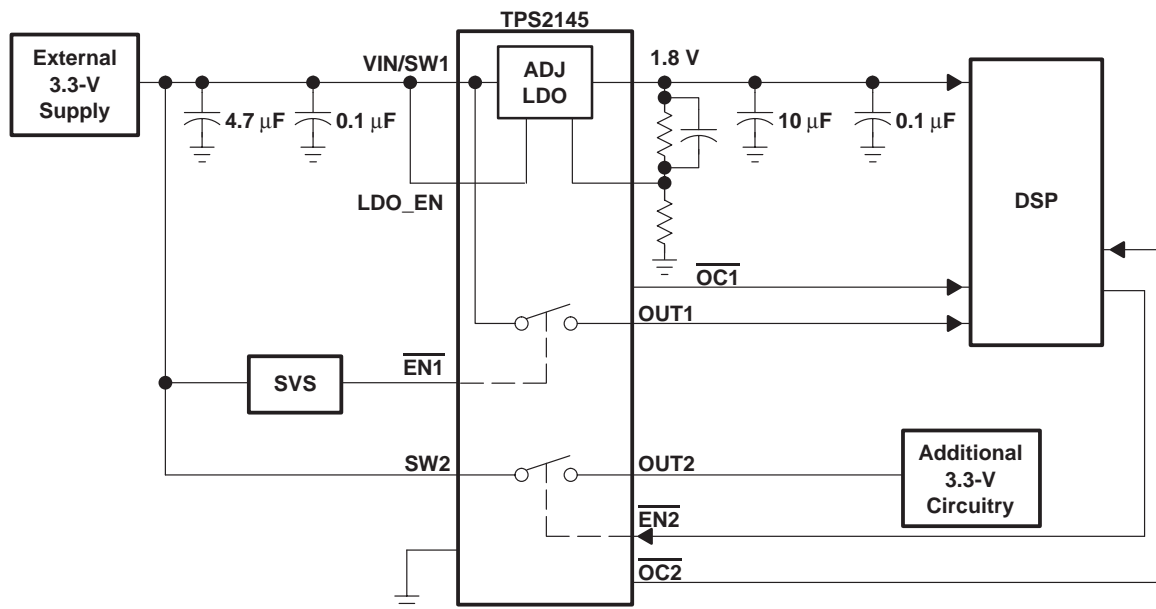 TPS2145
External
3.3-V
Supply
VIN/SW1
ADJ
LDO
1.8 V
4.7 μF
0.1 μF
10 μF
0.1 μF
LDO_EN
DSP
OC1
OUT1
EN1
SVS
SW2
OUT2
Additional
3.3-V
Circuitry
EN2
OC2